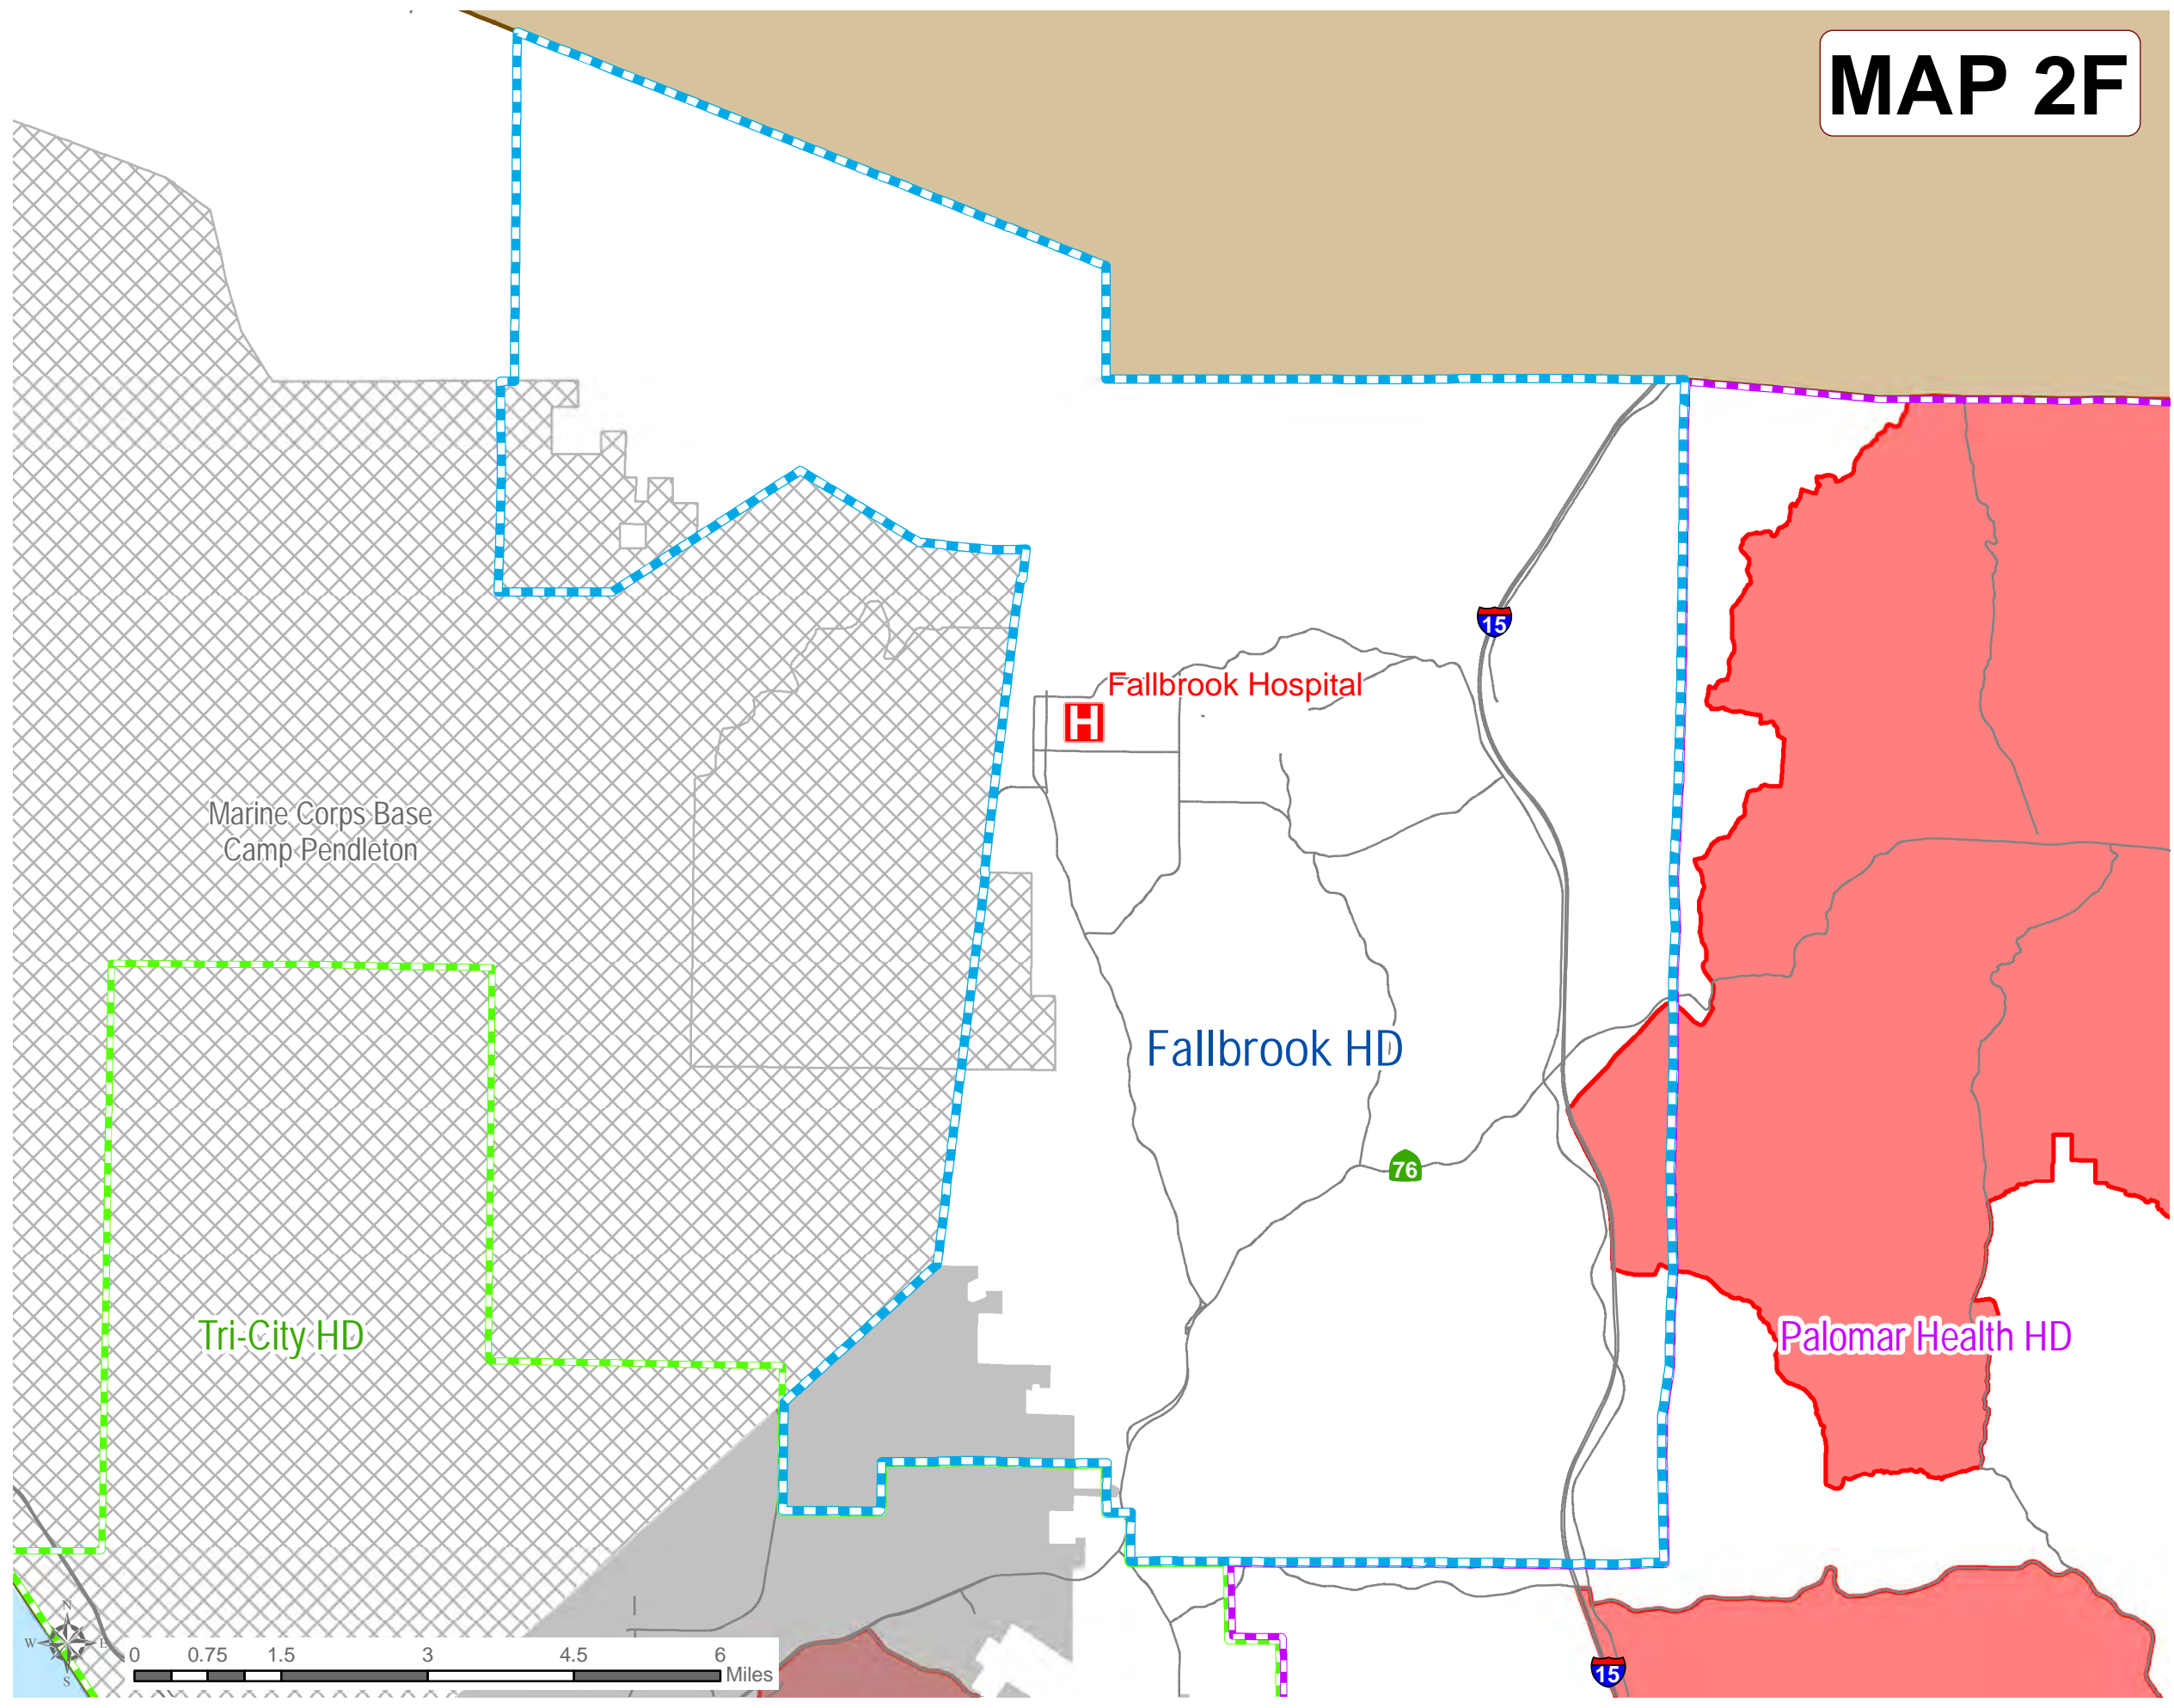 MAP 2F
15
Fallbrook Hospital
H
Marine Corps Base
Camp Pendleton
Fallbrook HD
76
Tri-City HD
Palomar Health HD
N
W
E
S
0 0.75 1.5 3 4.5 6
Miles
15